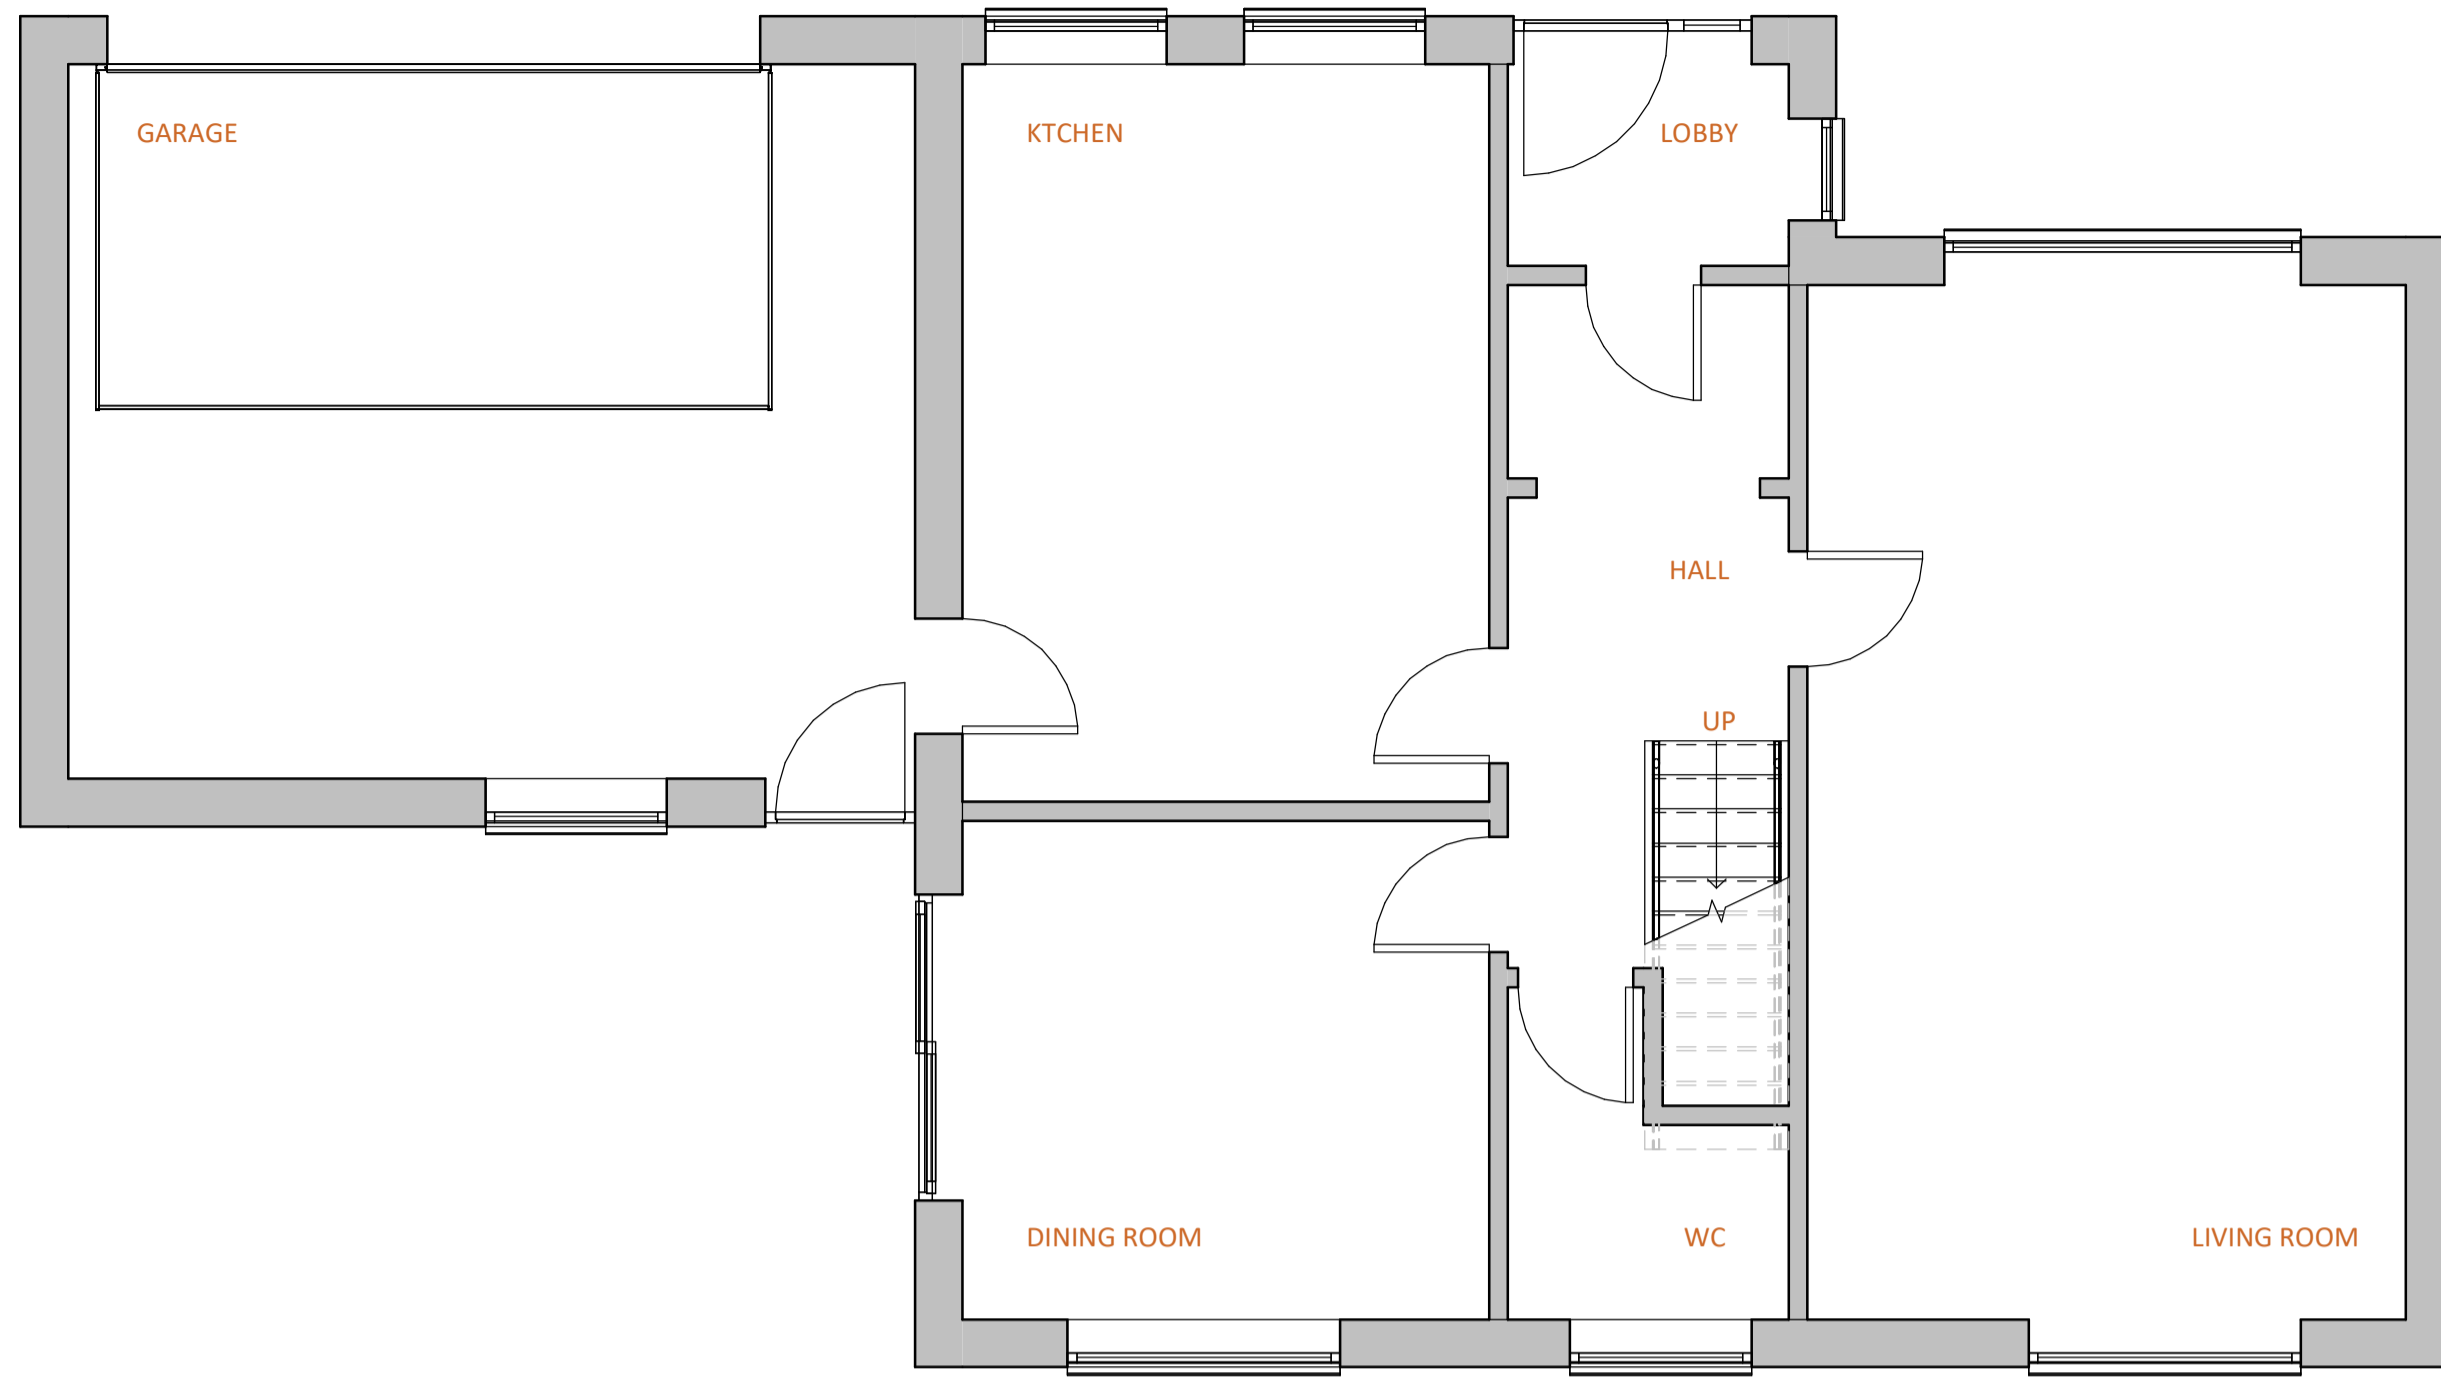 GARAGE
KTCHEN
LOBBY
HALL
UP
DINING ROOM
WC
LIVING ROOM